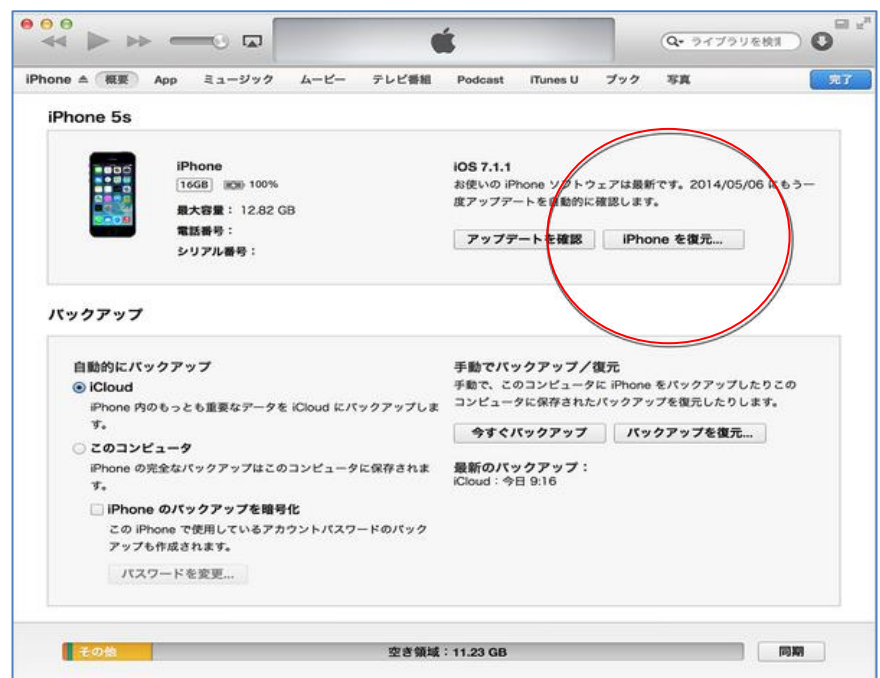 ライブラリを検索
iPhone
概要
App
ミュージック
ムービー
テレビ番組
Podcast
iTunes U
ブック
写真
完了
iPhone 5s
iPhone
16GB 100%
最大容量： 12.82 GB
電話番号：
シリアル番号：
iOS 7.1.1
お使いの iPhone ソフトウェアは最新です。2014/05/06 にもう一
度アップデートを自動的に確認します。
アップデートを確認
iPhone を復元...
バックアップ
自動的にバックアップ
iCloud
iPhone 内のもっとも重要なデータを iCloud にバックアップしま
す。
このコンピュータ
iPhone の完全なバックアップはこのコンピュータに保存されま
す。
iPhone のバックアップを暗号化
この iPhone で使用しているアカウントパスワードのバック
アップも作成されます。
パスワードを変更...
手動でバックアップ／復元
手動で、このコンピュータに iPhone をバックアップしたりこの
コンピュータに保存されたバックアップを復元したりします。
今すぐバックアップ
バックアップを復元...
最新のバックアップ：
iCloud：今日 9:16
その他
空き領域：11.23 GB
同期